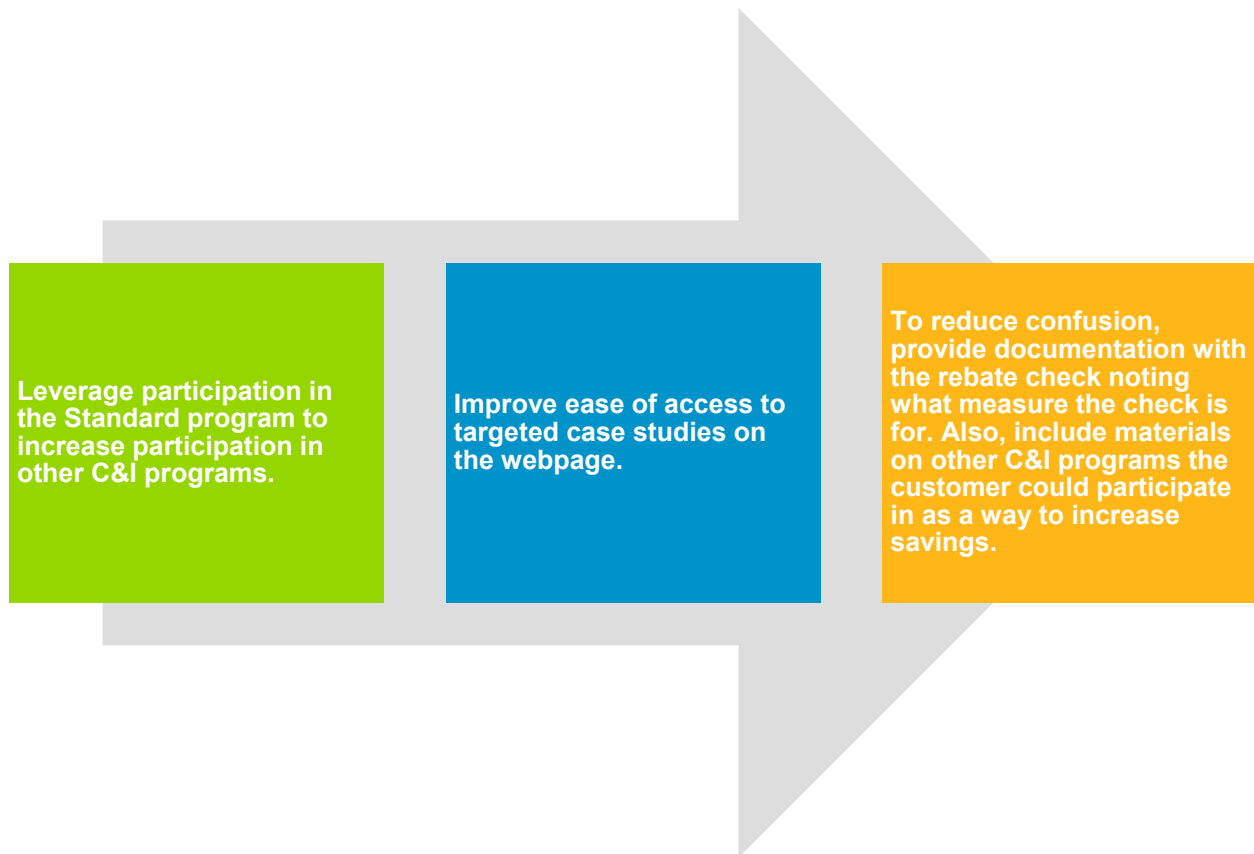 Leverage participation in
the Standard program to
increase participation in
other C&I programs.
Improve ease of access to
targeted case studies on
the webpage.
To reduce confusion,
provide documentation with
the rebate check noting
what measure the check is
for. Also, include materials
on other C&I programs the
customer could participate
in as a way to increase
savings.